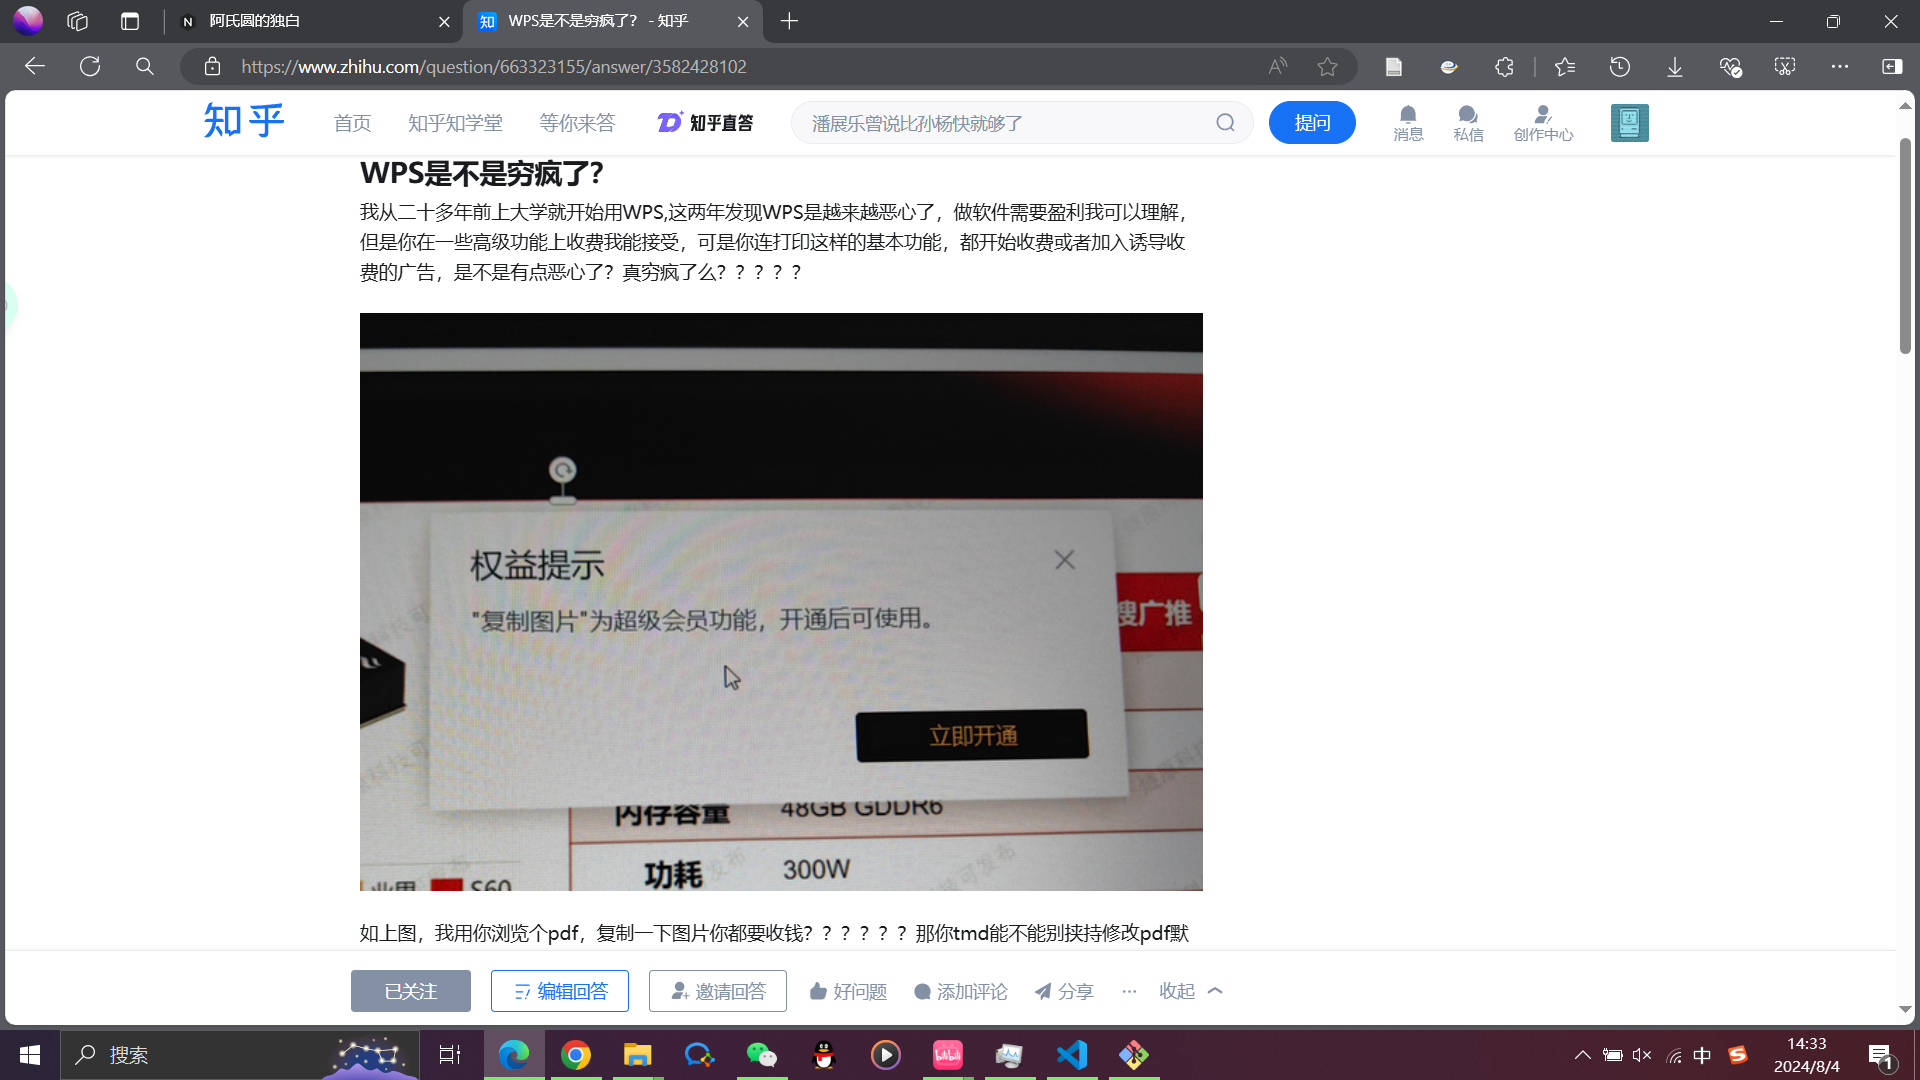 阿氏圆的独白
WPS是不是穷疯了? - 知乎
https://www.zhihu.com/question/663323155/answer/3582428102
知乎
首页
知乎知学堂
等你来答
知乎直答
潘展乐曾说比孙杨快就够了
提问
消息
私信
创作中心
WPS是不是穷疯了?
我从二十多年前上大学就开始用WPS,这两年发现WPS是越来越恶心了，做软件需要盈利我可以理解，
但是你在一些高级功能上收费我能接受，可是你连打印这样的基本功能，都开始收费或者加入诱导收
费的广告，是不是有点恶心了？真穷疯了么？？？？？
权益提示
"复制图片"为超级会员功能，开通后可使用。
搜广推
立即开通
内存容量 48GB GDDR6
功耗 300W
S60
如上图，我用你浏览个pdf，复制一下图片你都要收钱？？？？？？那你tmd能不能别挟持修改pdf默
已关注
编辑回答
邀请回答
好问题
添加评论
分享
收起
搜索
bilibili
中
14:33
2024/8/4
1